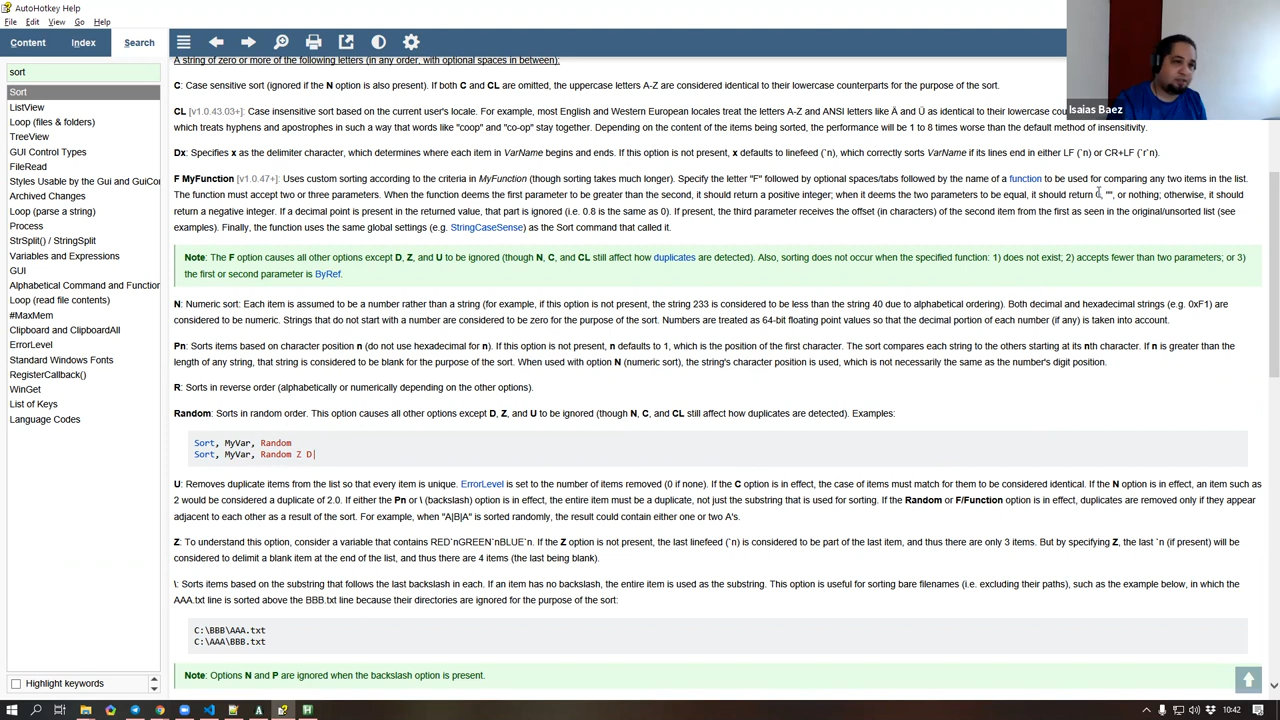 AutoHotkey Help
File Edit View Go Help
Content Index Search
sort
Sort
ListView
Loop (files & folders)
TreeView
GUI Control Types
FileRead
Styles Usable by the Gui and GuiCon
Archived Changes
Loop (parse a string)
Process
StrSplit() / StringSplit
Variables and Expressions
GUI
Alphabetical Command and Function
Loop (read file contents)
#MaxMem
Clipboard and ClipboardAll
ErrorLevel
Standard Windows Fonts
RegisterCallback()
WinGet
List of Keys
Language Codes
Highlight keywords
A string of zero or more of the following letters (in any order, with optional spaces in between):
C: Case sensitive sort (ignored if the N option is also present). If both C and CL are omitted, the uppercase letters A-Z are considered identical to their lowercase counterparts for the purpose of the sort.
CL [v1.0.43.03+]: Case insensitive sort based on the current user's locale. For example, most English and Western European locales treat the letters A-Z and ANSI letters like Ä and Ü as identical to their lowercase cou
which treats hyphens and apostrophes in such a way that words like "coop" and "co-op" stay together. Depending on the content of the items being sorted, the performance will be 1 to 8 times worse than the default method of insensitivity.
Dx: Specifies x as the delimiter character, which determines where each item in VarName begins and ends. If this option is not present, x defaults to linefeed (`n), which correctly sorts VarName if its lines end in either LF (`n) or CR+LF (`r`n).
F MyFunction [v1.0.47+]: Uses custom sorting according to the criteria in MyFunction (though sorting takes much longer). Specify the letter "F" followed by optional spaces/tabs followed by the name of a function to be used for comparing any two items in the list.
The function must accept two or three parameters. When the function deems the first parameter to be greater than the second, it should return a positive integer; when it deems the two parameters to be equal, it should return 0, "", or nothing; otherwise, it should
return a negative integer. If a decimal point is present in the returned value, that part is ignored (i.e. 0.8 is the same as 0). If present, the third parameter receives the offset (in characters) of the second item from the first as seen in the original/unsorted list (see
examples). Finally, the function uses the same global settings (e.g. StringCaseSense) as the Sort command that called it.
Note: The F option causes all other options except D, Z, and U to be ignored (though N, C, and CL still affect how duplicates are detected). Also, sorting does not occur when the specified function: 1) does not exist; 2) accepts fewer than two parameters; or 3)
the first or second parameter is ByRef.
N: Numeric sort: Each item is assumed to be a number rather than a string (for example, if this option is not present, the string 233 is considered to be less than the string 40 due to alphabetical ordering). Both decimal and hexadecimal strings (e.g. 0xF1) are
considered to be numeric. Strings that do not start with a number are considered to be zero for the purpose of the sort. Numbers are treated as 64-bit floating point values so that the decimal portion of each number (if any) is taken into account.
Pn: Sorts items based on character position n (do not use hexadecimal for n). If this option is not present, n defaults to 1, which is the position of the first character. The sort compares each string to the others starting at its nth character. If n is greater than the
length of any string, that string is considered to be blank for the purpose of the sort. When used with option N (numeric sort), the string's character position is used, which is not necessarily the same as the number's digit position.
R: Sorts in reverse order (alphabetically or numerically depending on the other options).
Random: Sorts in random order. This option causes all other options except D, Z, and U to be ignored (though N, C, and CL still affect how duplicates are detected). Examples:
Sort, MyVar, Random
Sort, MyVar, Random Z D|
U: Removes duplicate items from the list so that every item is unique. ErrorLevel is set to the number of items removed (0 if none). If the C option is in effect, the case of items must match for them to be considered identical. If the N option is in effect, an item such as
2 would be considered a duplicate of 2.0. If either the Pn or \ (backslash) option is in effect, the entire item must be a duplicate, not just the substring that is used for sorting. If the Random or F/Function option is in effect, duplicates are removed only if they appear
adjacent to each other as a result of the sort. For example, when "A|B|A" is sorted randomly, the result could contain either one or two A's.
Z: To understand this option, consider a variable that contains RED`nGREEN`nBLUE`n. If the Z option is not present, the last linefeed (`n) is considered to be part of the last item, and thus there are only 3 items. But by specifying Z, the last `n (if present) will be
considered to delimit a blank item at the end of the list, and thus there are 4 items (the last being blank).
\: Sorts items based on the substring that follows the last backslash in each. If an item has no backslash, the entire item is used as the substring. This option is useful for sorting bare filenames (i.e. excluding their paths), such as the example below, in which the
AAA.txt line is sorted above the BBB.txt line because their directories are ignored for the purpose of the sort:
C:\BBB\AAA.txt
C:\AAA\BBB.txt
Note: Options N and P are ignored when the backslash option is present.
Isaias Baez
10:42